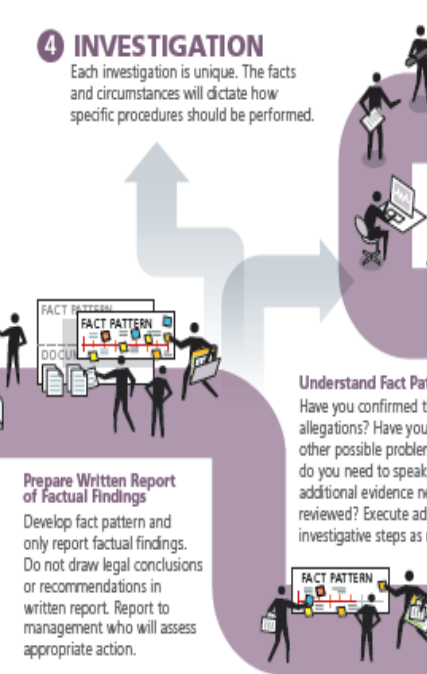 4 INVESTIGATION
Each investigation is unique. The facts
and circumstances will dictate how
specific procedures should be performed.
FACT PATTERN
FACT PATTERN
Understand Fact
Have you confirmed
allegations? Have you
other possible
do you need to speak
additional evidence
reviewed? Execute
investigative steps as
Prepare Written Report
of Factual Findings
Develop fact pattern and
only report factual findings.
Do not draw legal conclusions
or recommendations in
written report. Report to
management who will assess
appropriate action.
FACT PATTERN